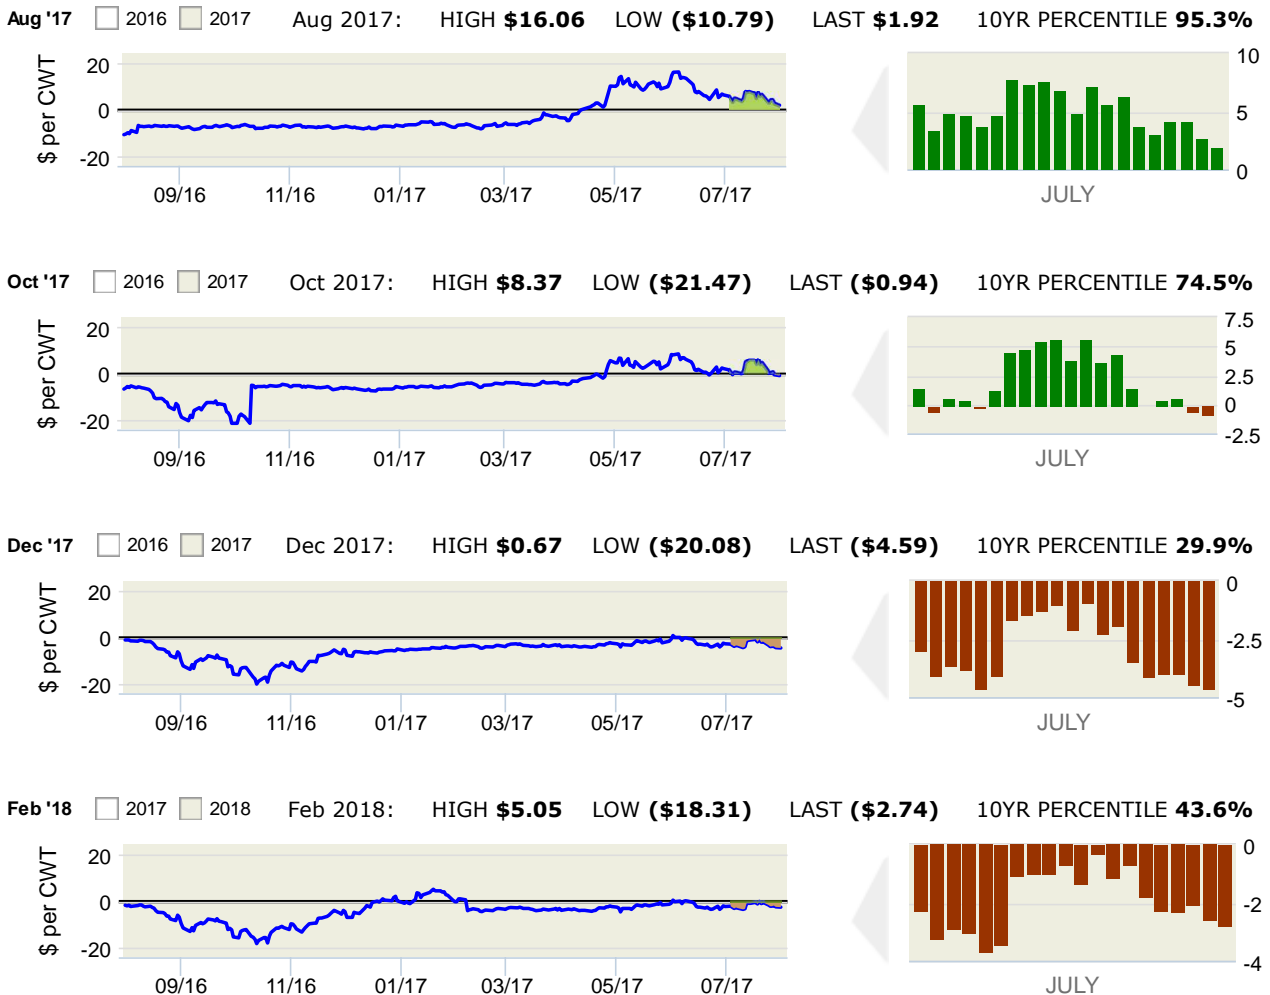 Aug '17 2016 2017 Aug 2017: HIGH $16.06 LOW ($10.79) LAST $1.92 10YR PERCENTILE 95.3%
$ per CWT
20
0
-20
09/16 11/16 01/17 03/17 05/17 07/17
10
5
0
JULY
Oct '17 2016 2017 Oct 2017: HIGH $8.37 LOW ($21.47) LAST ($0.94) 10YR PERCENTILE 74.5%
$ per CWT
20
0
-20
09/16 11/16 01/17 03/17 05/17 07/17
7.5
5
2.5
0
-2.5
JULY
Dec '17 2016 2017 Dec 2017: HIGH $0.67 LOW ($20.08) LAST ($4.59) 10YR PERCENTILE 29.9%
$ per CWT
20
0
-20
09/16 11/16 01/17 03/17 05/17 07/17
0
-2.5
-5
JULY
Feb '18 2017 2018 Feb 2018: HIGH $5.05 LOW ($18.31) LAST ($2.74) 10YR PERCENTILE 43.6%
$ per CWT
20
0
-20
09/16 11/16 01/17 03/17 05/17 07/17
0
-2
-4
JULY